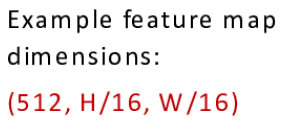 Example feature map
dimensions:
(512, H/16, W/16)